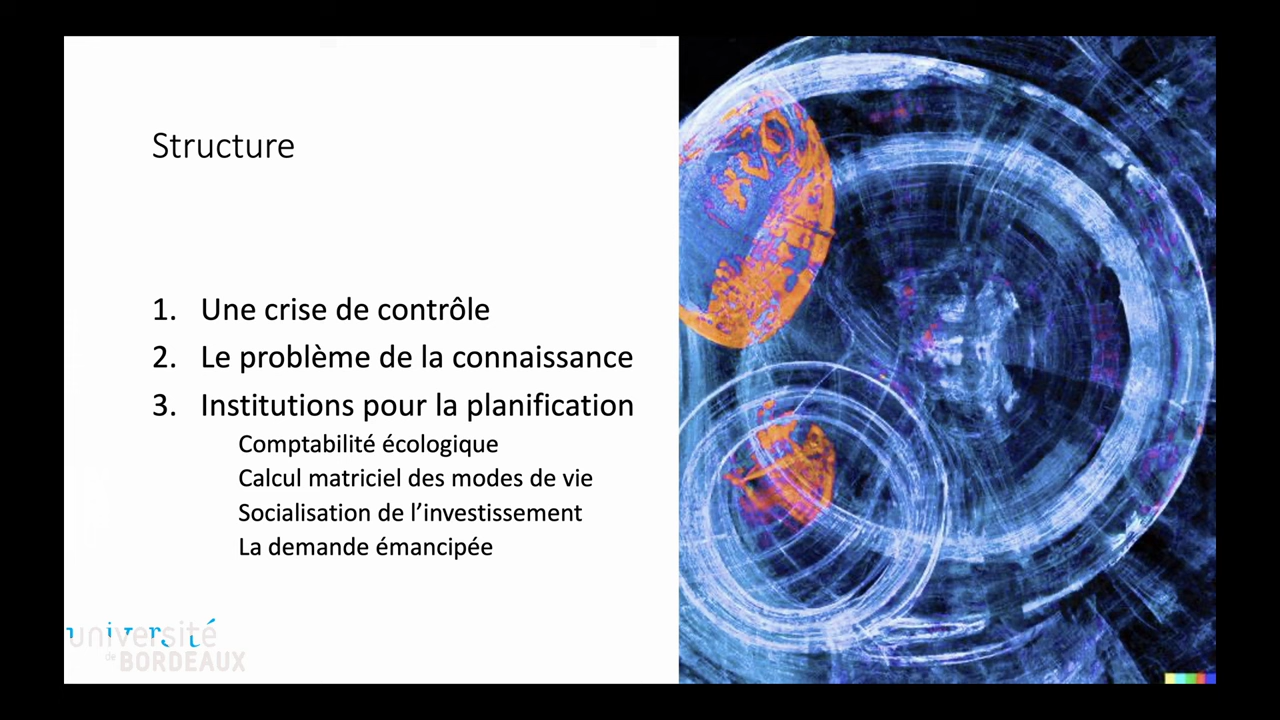 Structure
1. Une crise de contrôle
2. Le problème de la connaissance
3. Institutions pour la planification
Comptabilité écologique
Calcul matriciel des modes de vie
Socialisation de l’investissement
La demande émancipée
université
de BORDEAUX